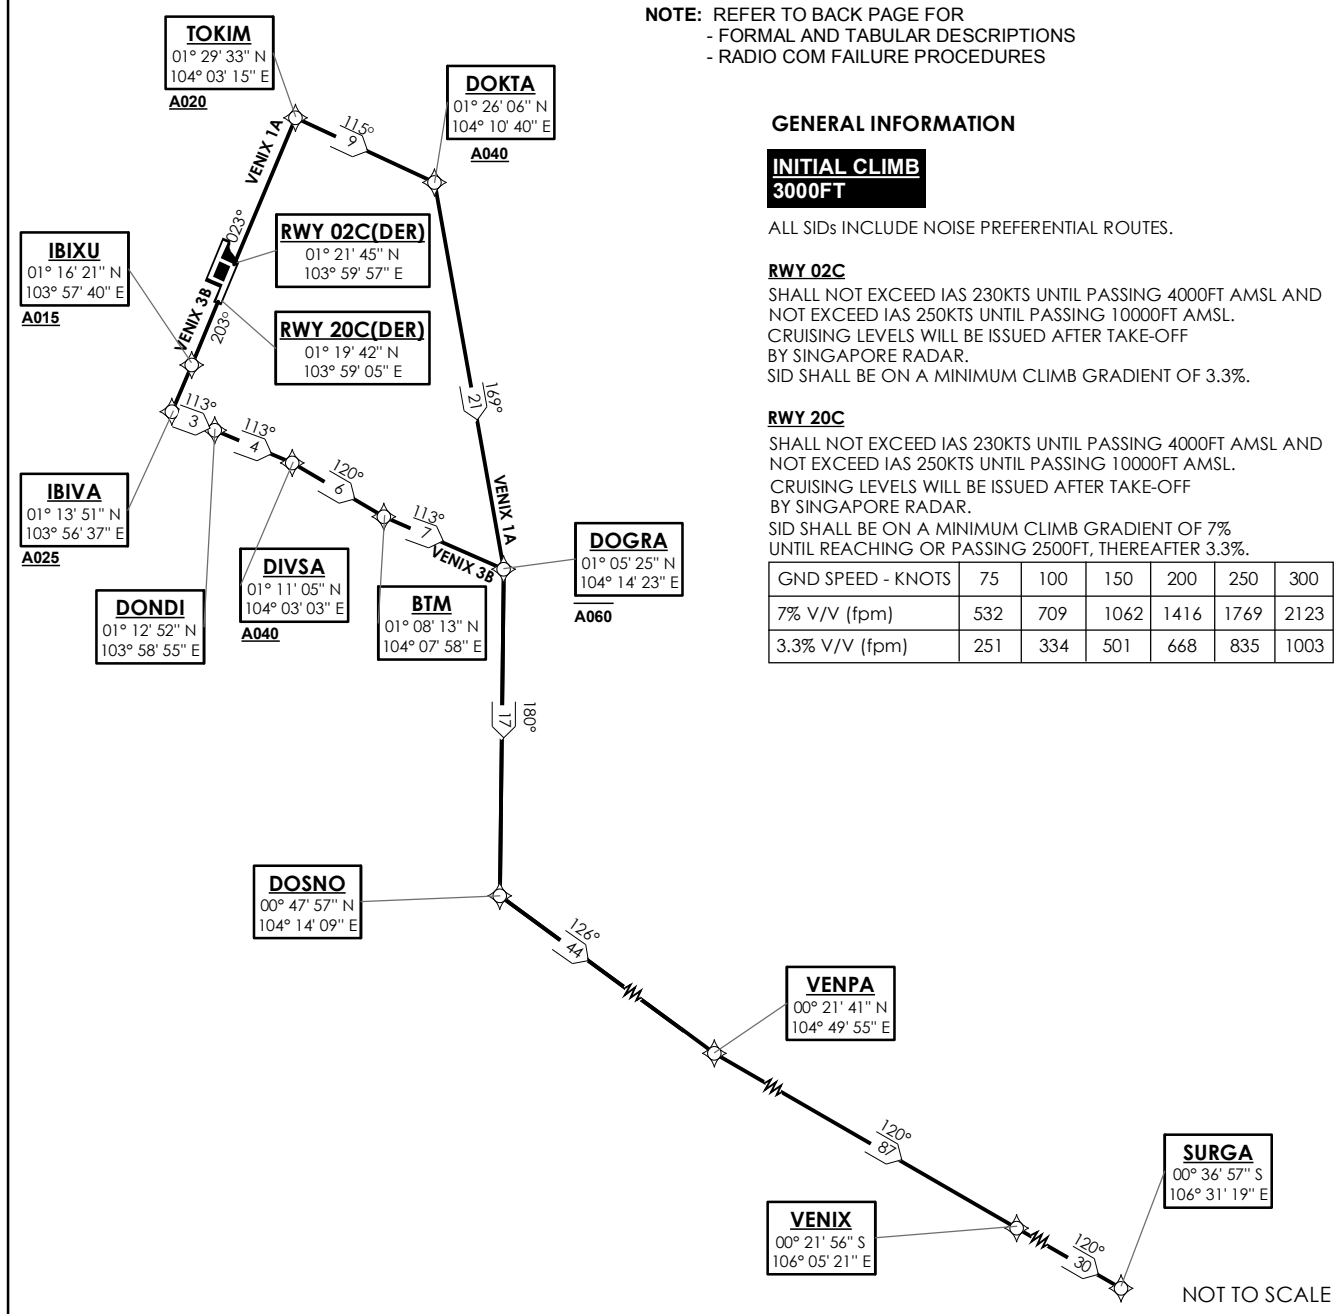 NOTE: REFER TO BACK PAGE FOR
- FORMAL AND TABULAR DESCRIPTIONS
- RADIO COM FAILURE PROCEDURES
TOKIM
01° 29' 33" N
104° 03' 15" E
A020
DOKTA
01° 26' 06" N
104° 10' 40" E
A040
115°
9
VENIX 1A
023°
GENERAL INFORMATION
INITIAL CLIMB
3000FT
ALL SIDs INCLUDE NOISE PREFERENTIAL ROUTES.
RWY 02C
SHALL NOT EXCEED IAS 230KTS UNTIL PASSING 4000FT AMSL AND
NOT EXCEED IAS 250KTS UNTIL PASSING 10000FT AMSL.
CRUISING LEVELS WILL BE ISSUED AFTER TAKE-OFF
BY SINGAPORE RADAR.
SID SHALL BE ON A MINIMUM CLIMB GRADIENT OF 3.3%.
RWY 20C
SHALL NOT EXCEED IAS 230KTS UNTIL PASSING 4000FT AMSL AND
NOT EXCEED IAS 250KTS UNTIL PASSING 10000FT AMSL.
CRUISING LEVELS WILL BE ISSUED AFTER TAKE-OFF
BY SINGAPORE RADAR.
SID SHALL BE ON A MINIMUM CLIMB GRADIENT OF 7%
UNTIL REACHING OR PASSING 2500FT, THEREAFTER 3.3%.
GND SPEED - KNOTS 75 100 150 200 250 300
7% V/V (fpm) 532 709 1062 1416 1769 2123
3.3% V/V (fpm) 251 334 501 668 835 1003
RWY 02C(DER)
01° 21' 45" N
103° 59' 57" E
IBIXU
01° 16' 21" N
103° 57' 40" E
A015
VENIX 3B
203°
RWY 20C(DER)
01° 19' 42" N
103° 59' 05" E
169°
21
VENIX 1A
113°
3
113°
4
120°
6
113°
7
VENIX 3B
IBIVA
01° 13' 51" N
103° 56' 37" E
A025
DONDI
01° 12' 52" N
103° 58' 55" E
DIVSA
01° 11' 05" N
104° 03' 03" E
A040
BTM
01° 08' 13" N
104° 07' 58" E
DOGRA
01° 05' 25" N
104° 14' 23" E
A060
180°
17
DOSNO
00° 47' 57" N
104° 14' 09" E
126°
44
VENPA
00° 21' 41" N
104° 49' 55" E
120°
87
VENIX
00° 21' 56" S
106° 05' 21" E
120°
30
SURGA
00° 36' 57" S
106° 31' 19" E
NOT TO SCALE